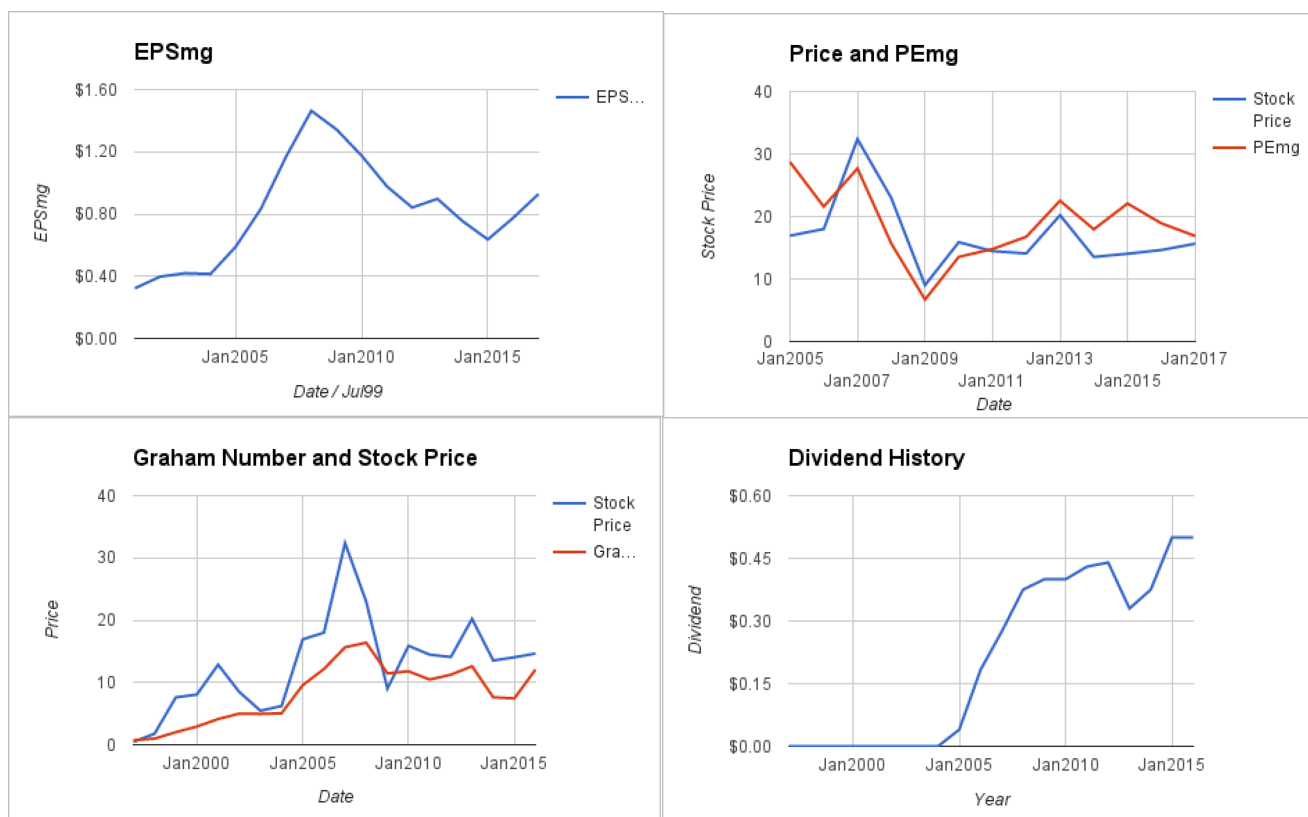 EPSmg
$1.60
$1.20
$0.80
$0.40
$0.00
EPSmg
Jan2005 Jan2010 Jan2015
Date / Jul99
EPS...
Price and PEmg
40
30
20
10
0
Stock Price
Jan2005 Jan2009 Jan2013 Jan2017
Jan2007 Jan2011 Jan2015
Date
Stock
Price
PEmg
Graham Number and Stock Price
40
30
20
10
0
Price
Jan2000 Jan2005 Jan2010 Jan2015
Date
Stock
Price
Gra...
Dividend History
$0.60
$0.45
$0.30
$0.15
$0.00
Dividend
Jan2000 Jan2005 Jan2010 Jan2015
Year